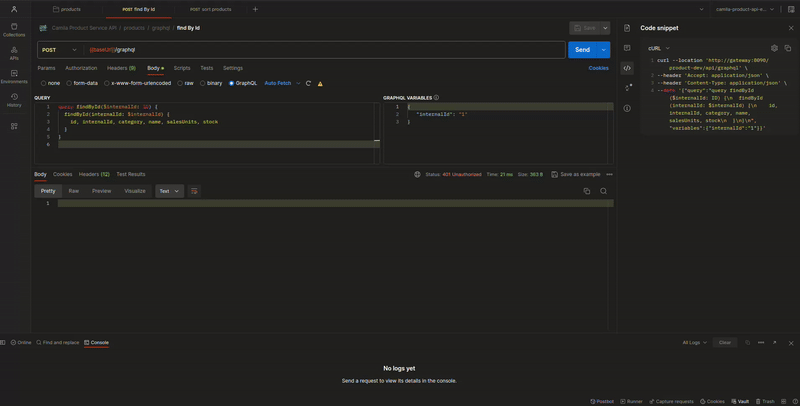 products
POST find By Id
POST sort products
camila-product-api-e...
Camila Product Service API / products / graphql / find By Id
Save
Code snippet
POST
{{baseUrl}}/graphql
Send
cURL
Params
Authorization
Headers (9)
Body
Scripts
Tests
Settings
Cookies
none
form-data
x-www-form-urlencoded
raw
binary
GraphQL
Auto Fetch
QUERY
1 query findById($internalId: ID) {
2 findById(internalId: $internalId) {
3 id, internalId, category, name, salesUnits, stock
4 }
5 }
6
GRAPHQL VARIABLES
1 {
2 "internalId": "1"
3 }
1 curl --location 'http://gateway:8090/
product-dev/api/graphql' \
2 --header 'Accept: application/json' \
3 --header 'Content-Type: application/json' \
4 --data '{"query":"query findById
($internalId: ID) {\n  findById
(internalId: $internalId) {\n    id,
internalId, category, name,
salesUnits, stock\n  }\n}\n",
"variables":{"internalId":"1"}}'
Collections
APIs
Environments
History
Body
Cookies
Headers (12)
Test Results
Status: 401 Unauthorized
Time: 21 ms
Size: 363 B
Save as example
Pretty
Raw
Preview
Visualize
Text
1
Online
Find and replace
Console
All Logs
Clear
No logs yet
Send a request to view its details in the console.
Postbot
Runner
Capture requests
Cookies
Vault
Trash